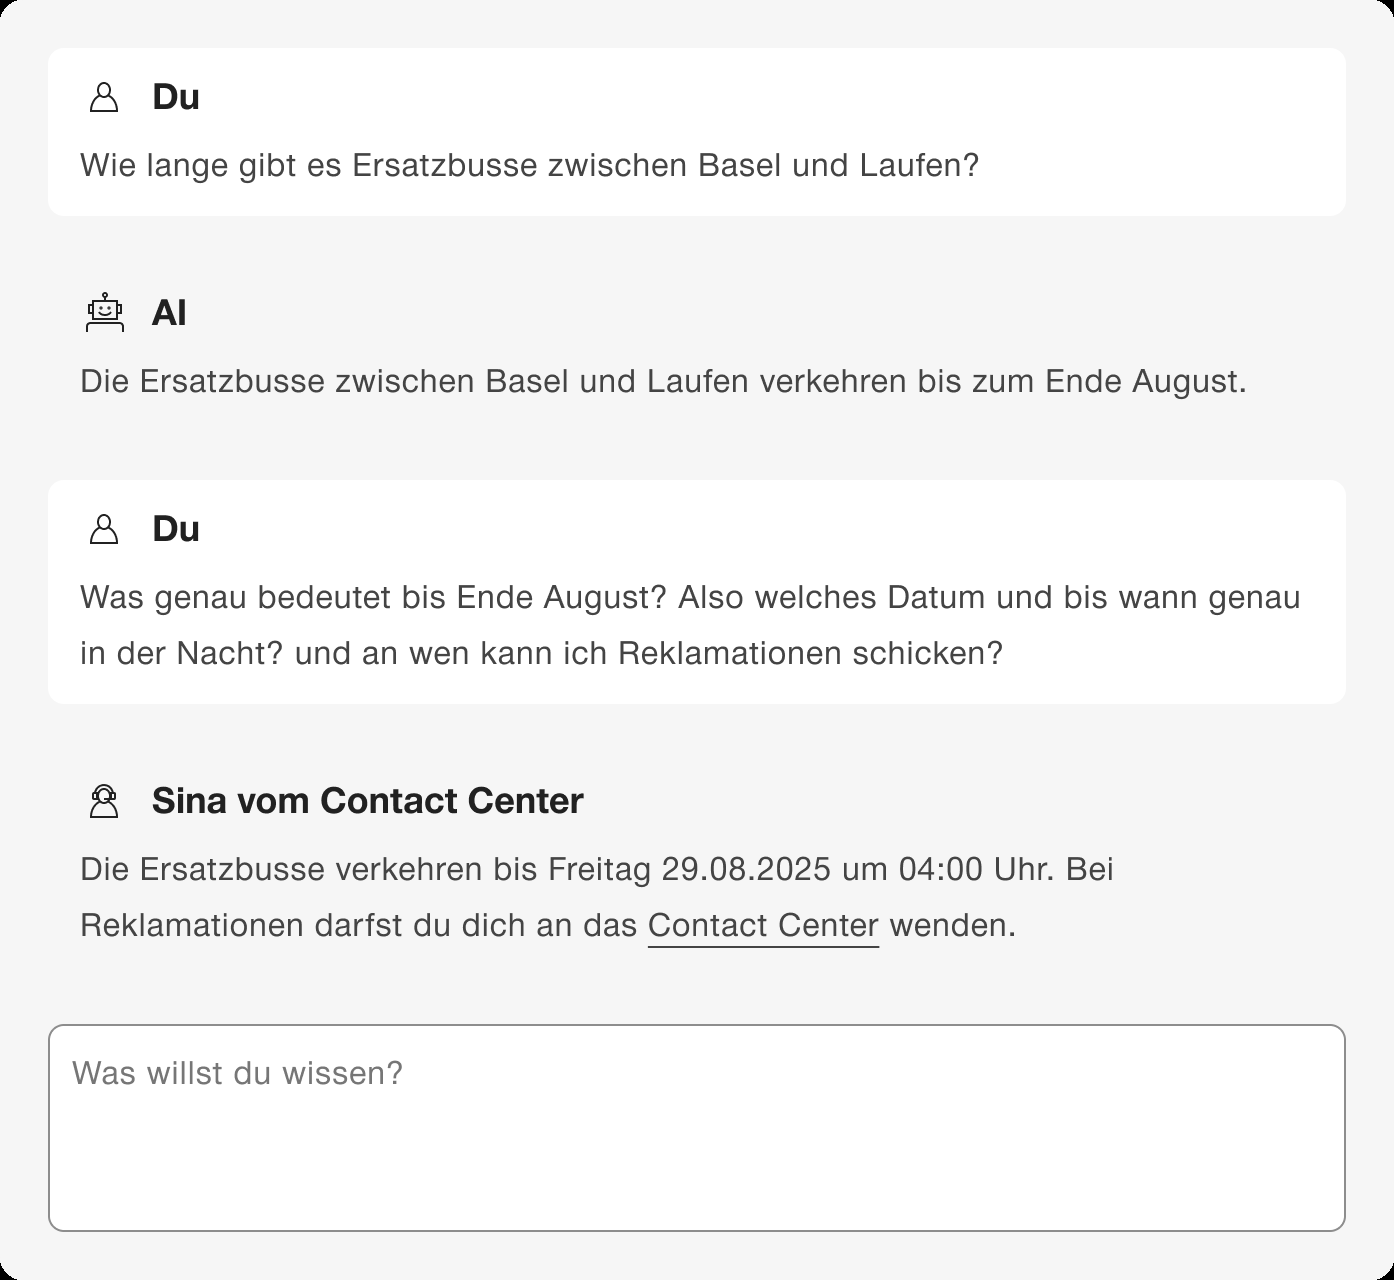 Du
Wie lange gibt es Ersatzbusse zwischen Basel und Laufen?
AI
Die Ersatzbusse zwischen Basel und Laufen verkehren bis zum Ende August.
Du
Was genau bedeutet bis Ende August? Also welches Datum und bis wann genau
in der Nacht? und an wen kann ich Reklamationen schicken?
Sina vom Contact Center
Die Ersatzbusse verkehren bis Freitag 29.08.2025 um 04:00 Uhr. Bei
Reklamationen darfst du dich an das Contact Center wenden.
Was willst du wissen?